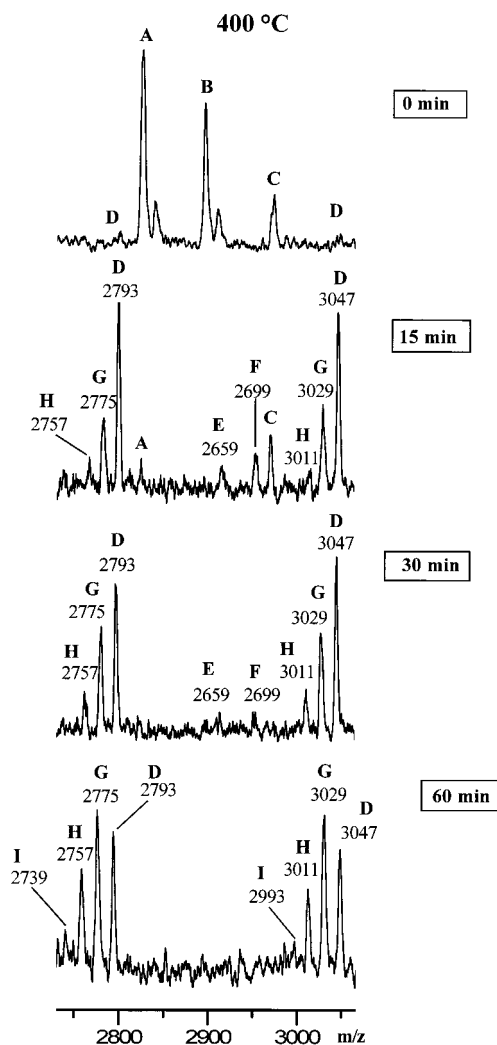 400 °C
A
B
C
D
D
0 min
D
2793
D
3047
15 min
G
2775
H
2757
A
E
2659
F
2699
C
G
3029
H
3011
D
3047
30 min
D
2793
G
2775
H
2757
E
2659
F
2699
H
3011
G
3029
G
2775
D
2793
G
3029
D
3047
60 min
H
2757
I
2739
H
3011
I
2993
2800 2900 3000 m/z